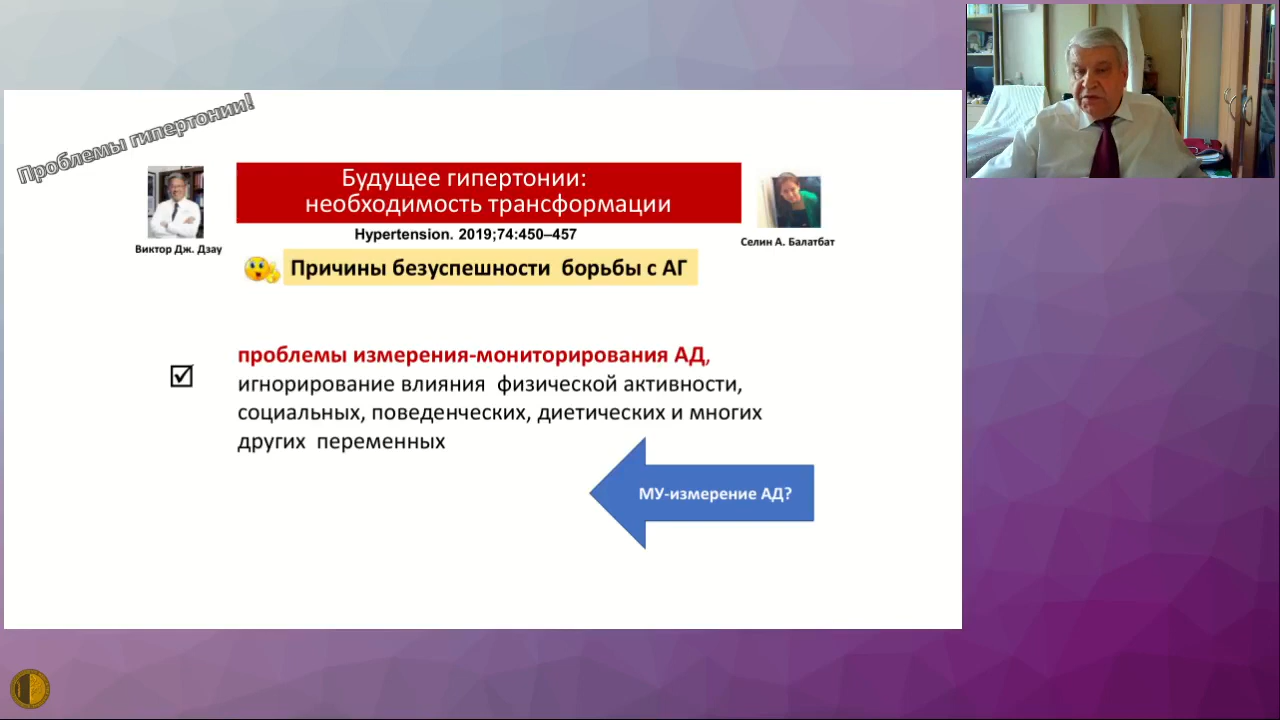 Проблемы гипертонии!
Будущее гипертонии:
необходимость трансформации
Hypertension. 2019;74:450–457
Виктор Дж. Дзау
Селин А. Балатбат
Причины безуспешности борьбы с АГ
проблемы измерения-мониторирования АД,
игнорирование влияния физической активности,
социальных, поведенческих, диетических и многих
других переменных
МУ-измерение АД?